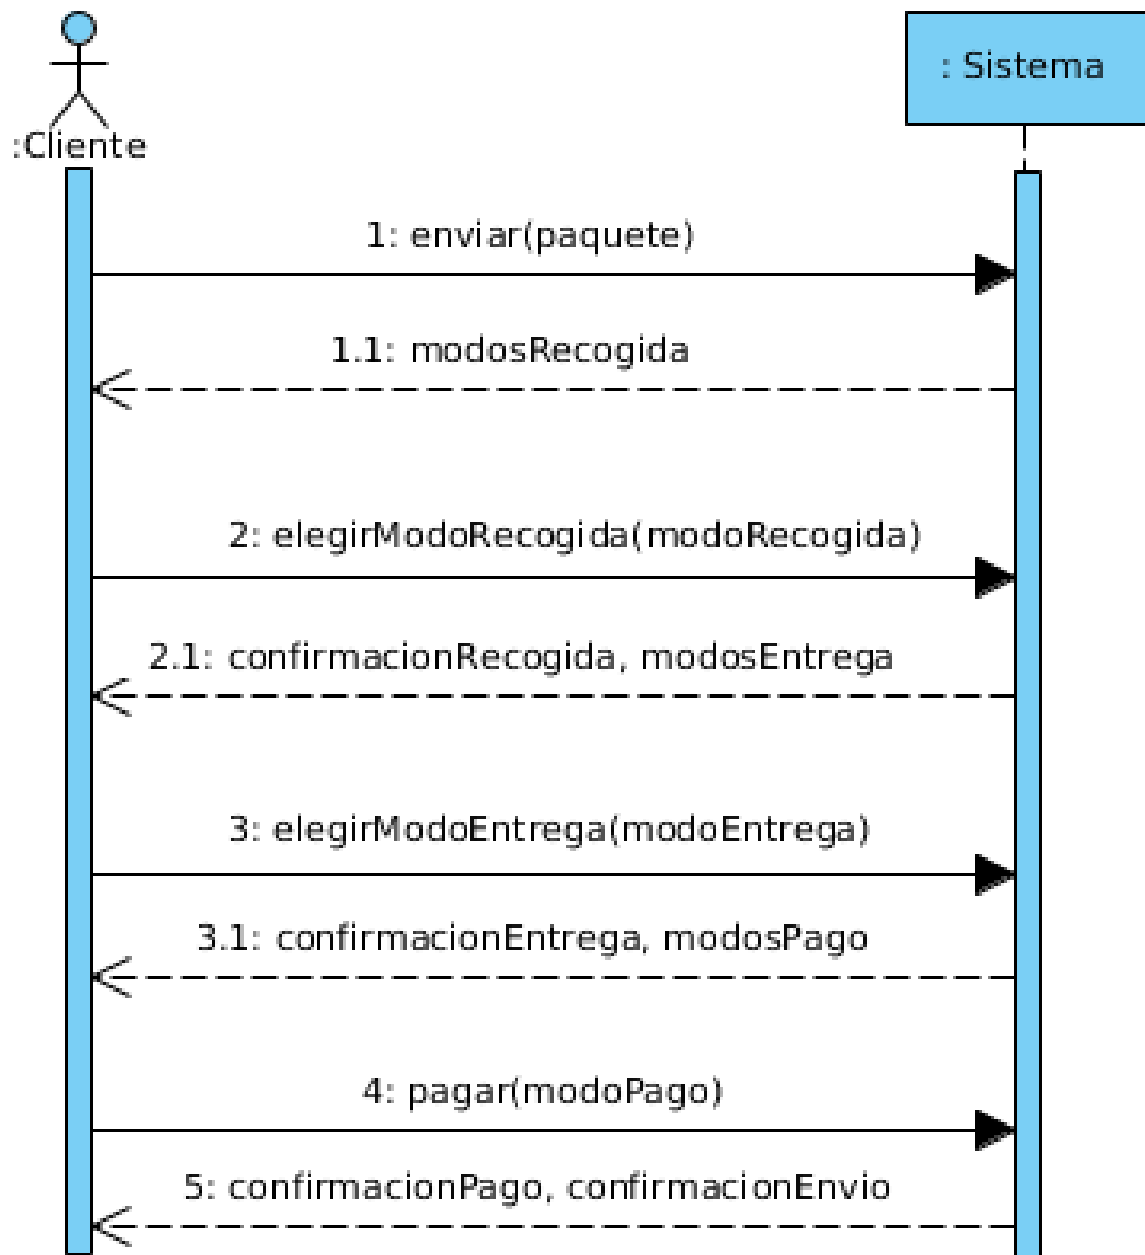 : Sistema
:Cliente
1: enviar(paquete)
1.1: modosRecogida
2: elegirModoRecogida(modoRecogida)
2.1: confirmacionRecogida, modosEntrega
3: elegirModoEntrega(modoEntrega)
3.1: confirmacionEntrega, modosPago
4: pagar(modoPago)
5: confirmacionPago, confirmacionEnvio